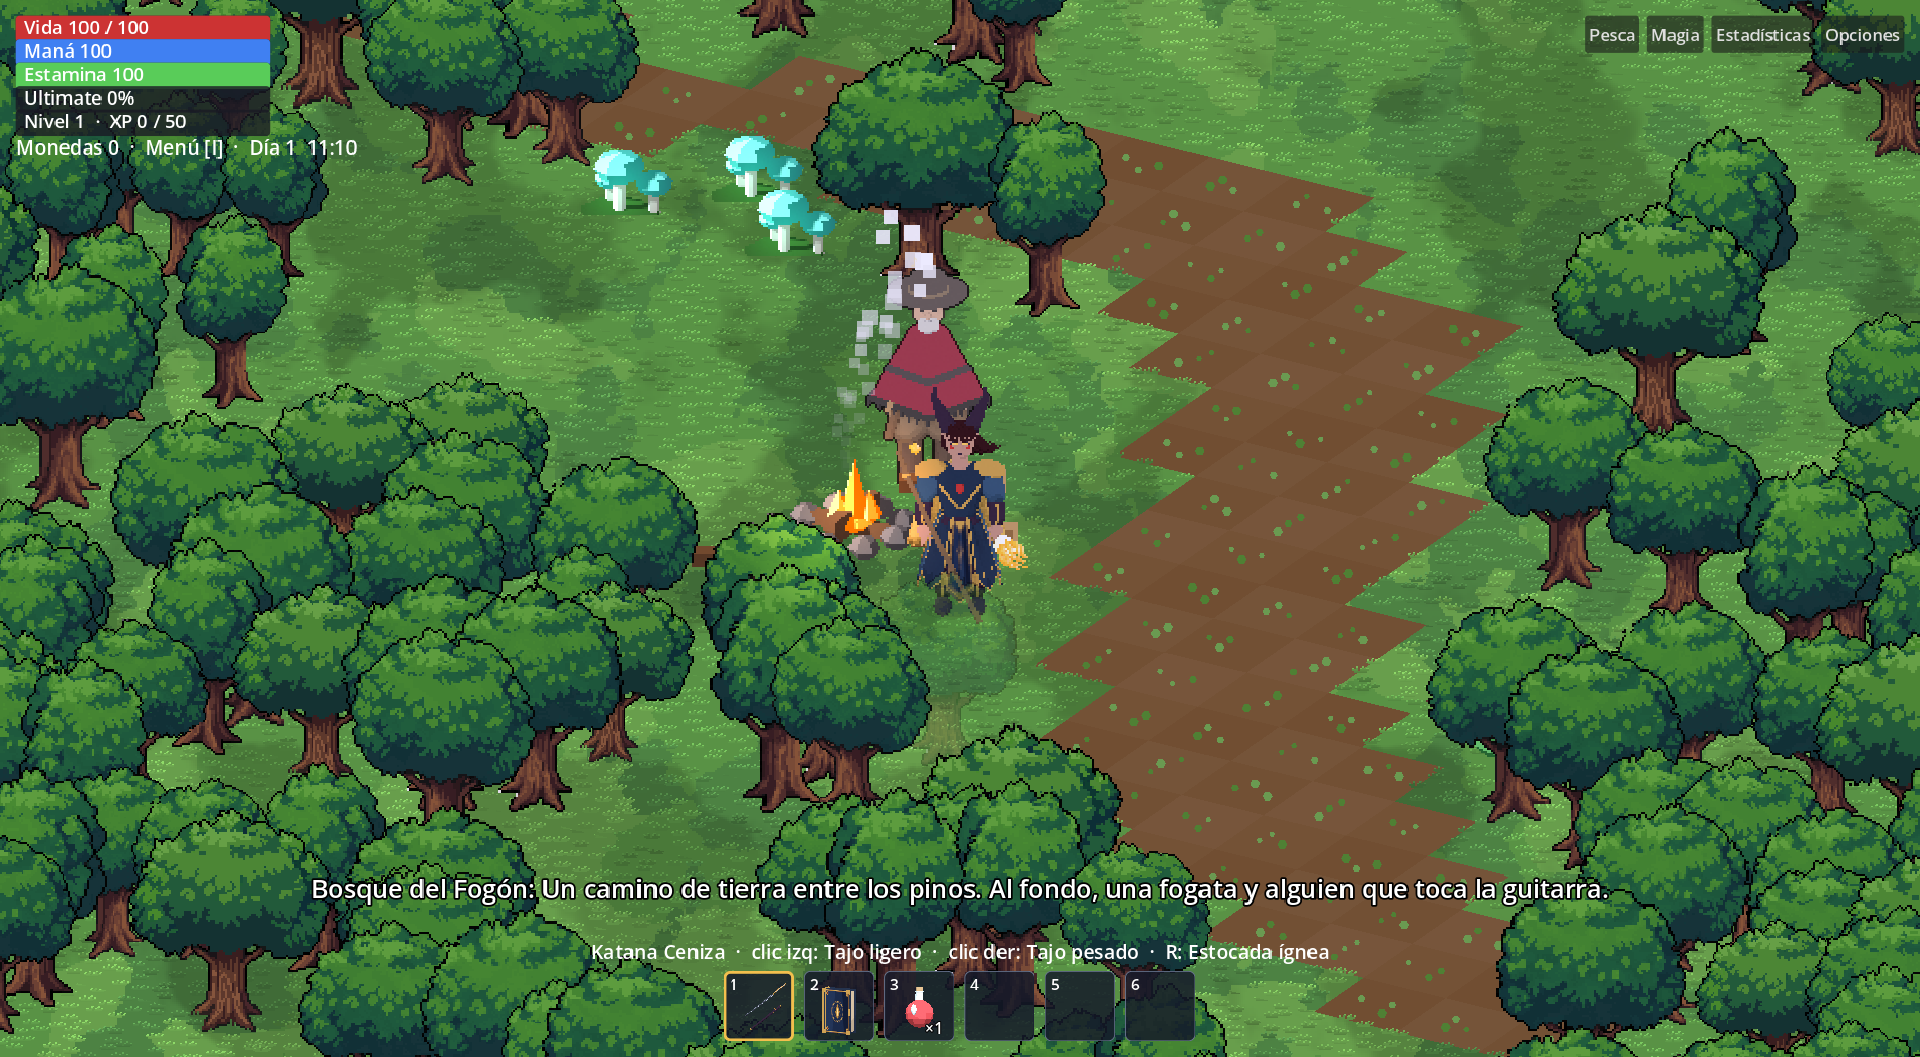 Vida 100 / 100
Maná 100
Estamina 100
Ultimate 0%
Nivel 1 · XP 0 / 50
Monedas 0 · Menú [I] · Día 1 11:10
Pesca Magia Estadísticas Opciones
Bosque del Fogón: Un camino de tierra entre los pinos. Al fondo, una fogata y alguien que toca la guitarra.
Katana Ceniza · clic izq: Tajo ligero · clic der: Tajo pesado · R: Estocada ígnea
1 2 3 4 5 6
×1